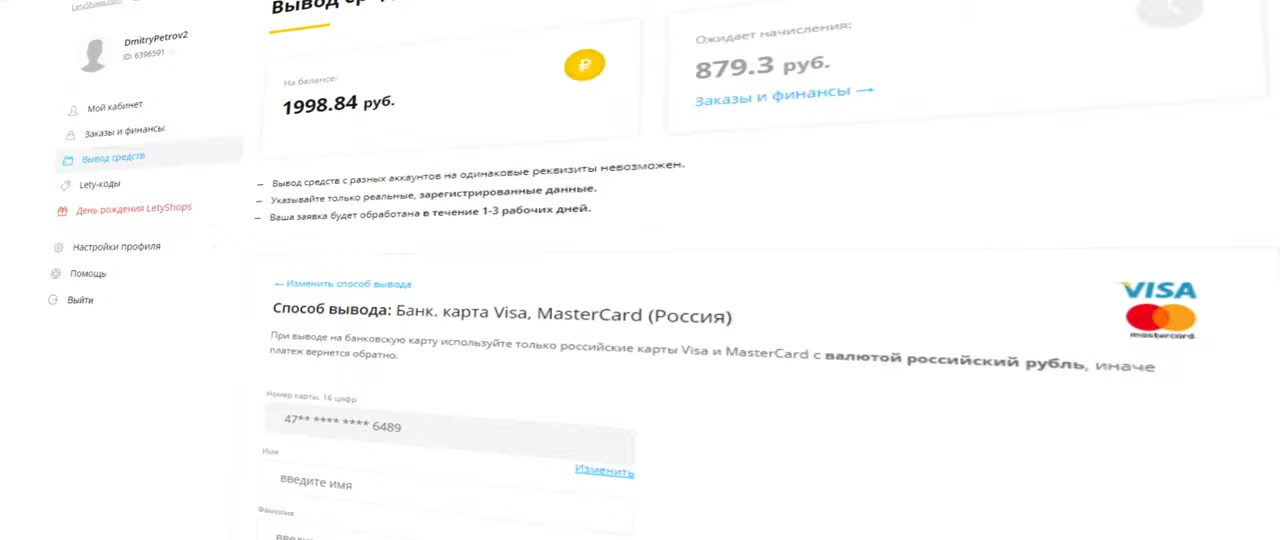 LetyShops.com
Вывод
DmitryPetrov2
ID: 6396591
Мой кабинет
Заказы и финансы
Вывод средств
Lety-коды
День рождения LetyShops
Настройки профиля
Помощь
Выйти
На балансе:
1998.84 руб.
₽
Ожидает начисления:
879.3 руб.
Заказы и финансы →
– Вывод средств с разных аккаунтов на одинаковые реквизиты невозможен.
– Указывайте только реальные, зарегистрированные данные.
– Ваша заявка будет обработана в течение 1-3 рабочих дней.
← Изменить способ вывода
Способ вывода: Банк. карта Visa, MasterCard (Россия)
VISA
mastercard
При выводе на банковскую карту используйте только российские карты Visa и MasterCard с валютой российский рубль, иначе
платеж вернется обратно.
Номер карты, 16 цифр
47** **** **** 6489
Изменить
Имя
введите имя
Фамилия